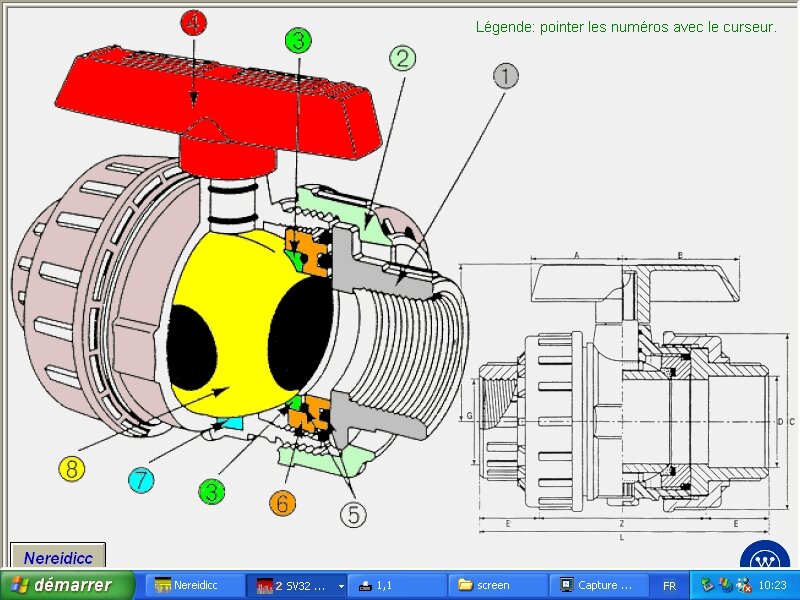 Légende: pointer les numéros avec le curseur.
4
3
2
1
8
7
3
6
5
A
B
G
D
C
E'
Z
E
L
Nereidicc
W
démarrer
Nereidicc
2 SV32 ...
1,1
screen
Capture ...
FR
10:23